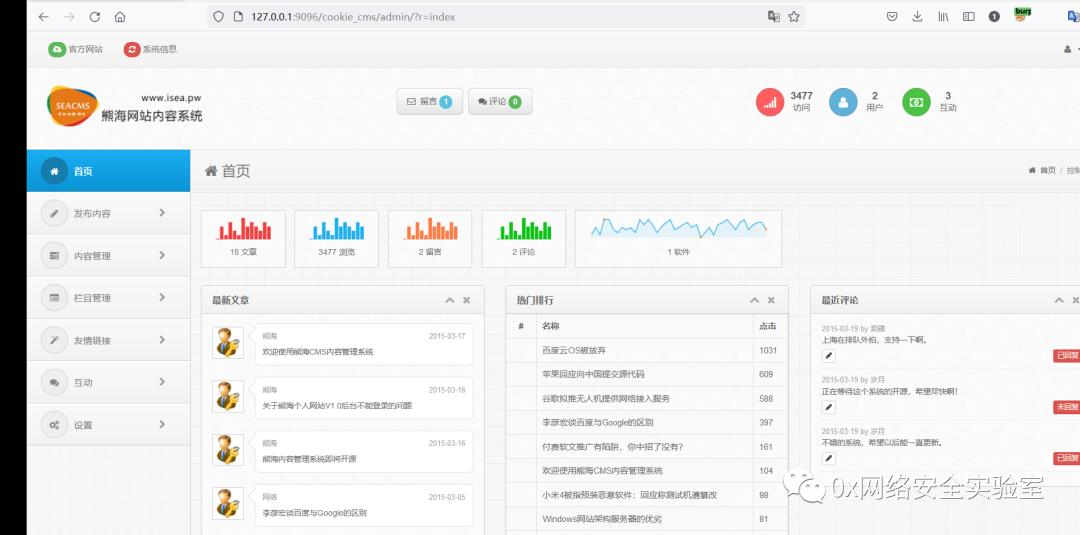 127.0.0.1:9096/cookie_cms/admin/?r=index
1
burp
官方网站
系统信息
SEACMS
www.isea.pw
熊海网站内容系统
留言 1
评论 0
3477
访问
2
用户
3
互动
首页
发布内容
内容管理
栏目管理
友情链接
互动
设置
首页
首页 / 控制
16 文章
3477 浏览
2 留言
2 评论
1 软件
最新文章
熊海 2015-03-17
欢迎使用熊海CMS内容管理系统
熊海 2015-03-16
关于熊海个人网站V1.0后台不能登录的问题
熊海 2015-03-16
熊海内容管理系统即将开源
网络 2015-03-05
李彦宏谈百度与Google的区别
热门排行
# 名称 点击
百度云OS被放弃 1031
苹果回应向中国提交源代码 609
谷歌拟推无人机提供网络接入服务 588
李彦宏谈百度与Google的区别 397
付费软文推广有陷阱，你中招了没有？ 161
欢迎使用熊海CMS内容管理系统 104
小米4被指预装恶意软件：回应称测试机遭篡改 98
Windows网站架构服务器的优劣 81
最近评论
2015-03-19 by 卖疆
上海在排队外拍，支持一下啊。
已回复
2015-03-19 by 岁月
正在等待这个系统的开源，希望尽快啊！
未回复
2015-03-19 by 岁月
不错的系统，希望以后能一直更新。
已回复
0x网络安全实验室